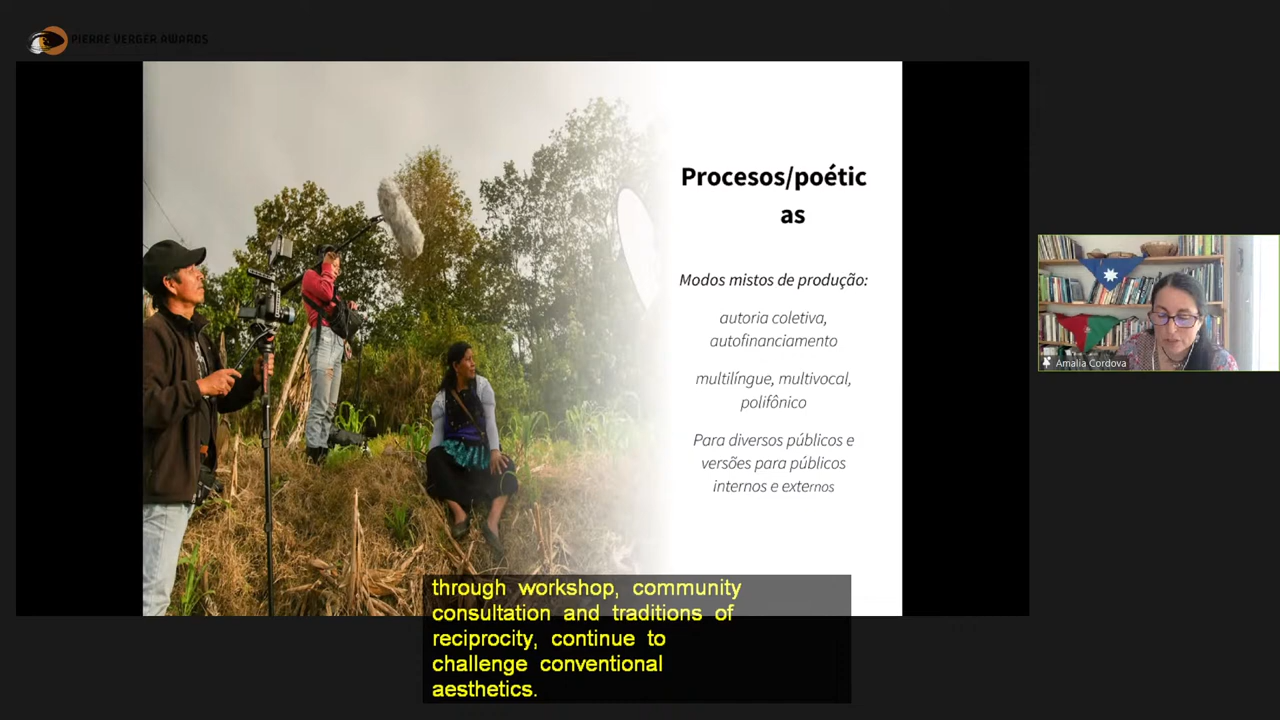 PIERRE VERGER AWARDS
Procesos/poétic
as
Modos mistos de produção:
autoria coletiva,
autofinanciamento
multilíngue, multivocal,
polifônico
Para diversos públicos e
versões para públicos
internos e externos
Amalia Cordova
through workshop, community
consultation and traditions of
reciprocity, continue to
challenge conventional
aesthetics.